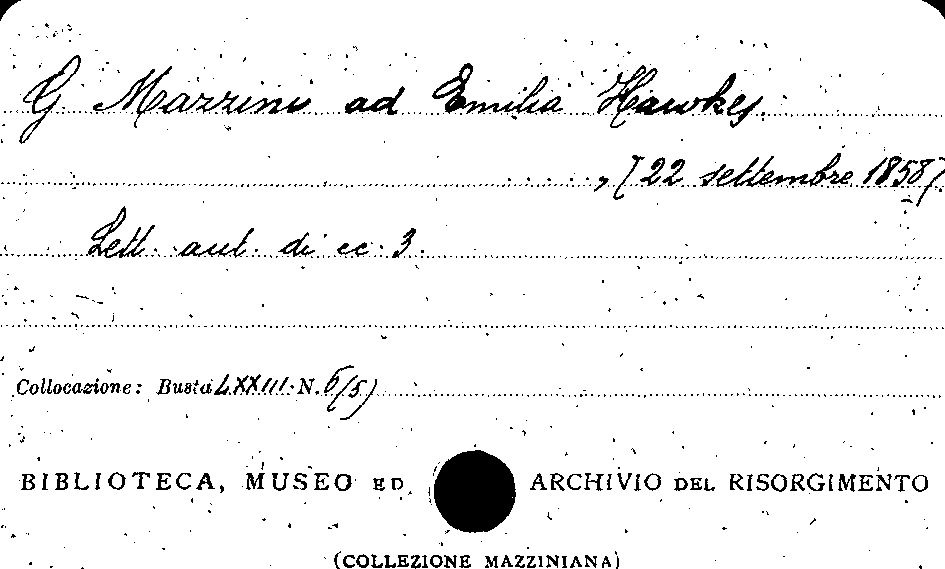 G Mazzini ad Emilia Hawkes.
....., [22 settembre 1858]
Lett. aut. di cc. 3.
Collocazione: Busta LXXIII. N. 6(5)
BIBLIOTECA, MUSEO ED ARCHIVIO DEL RISORGIMENTO
(COLLEZIONE MAZZINIANA)